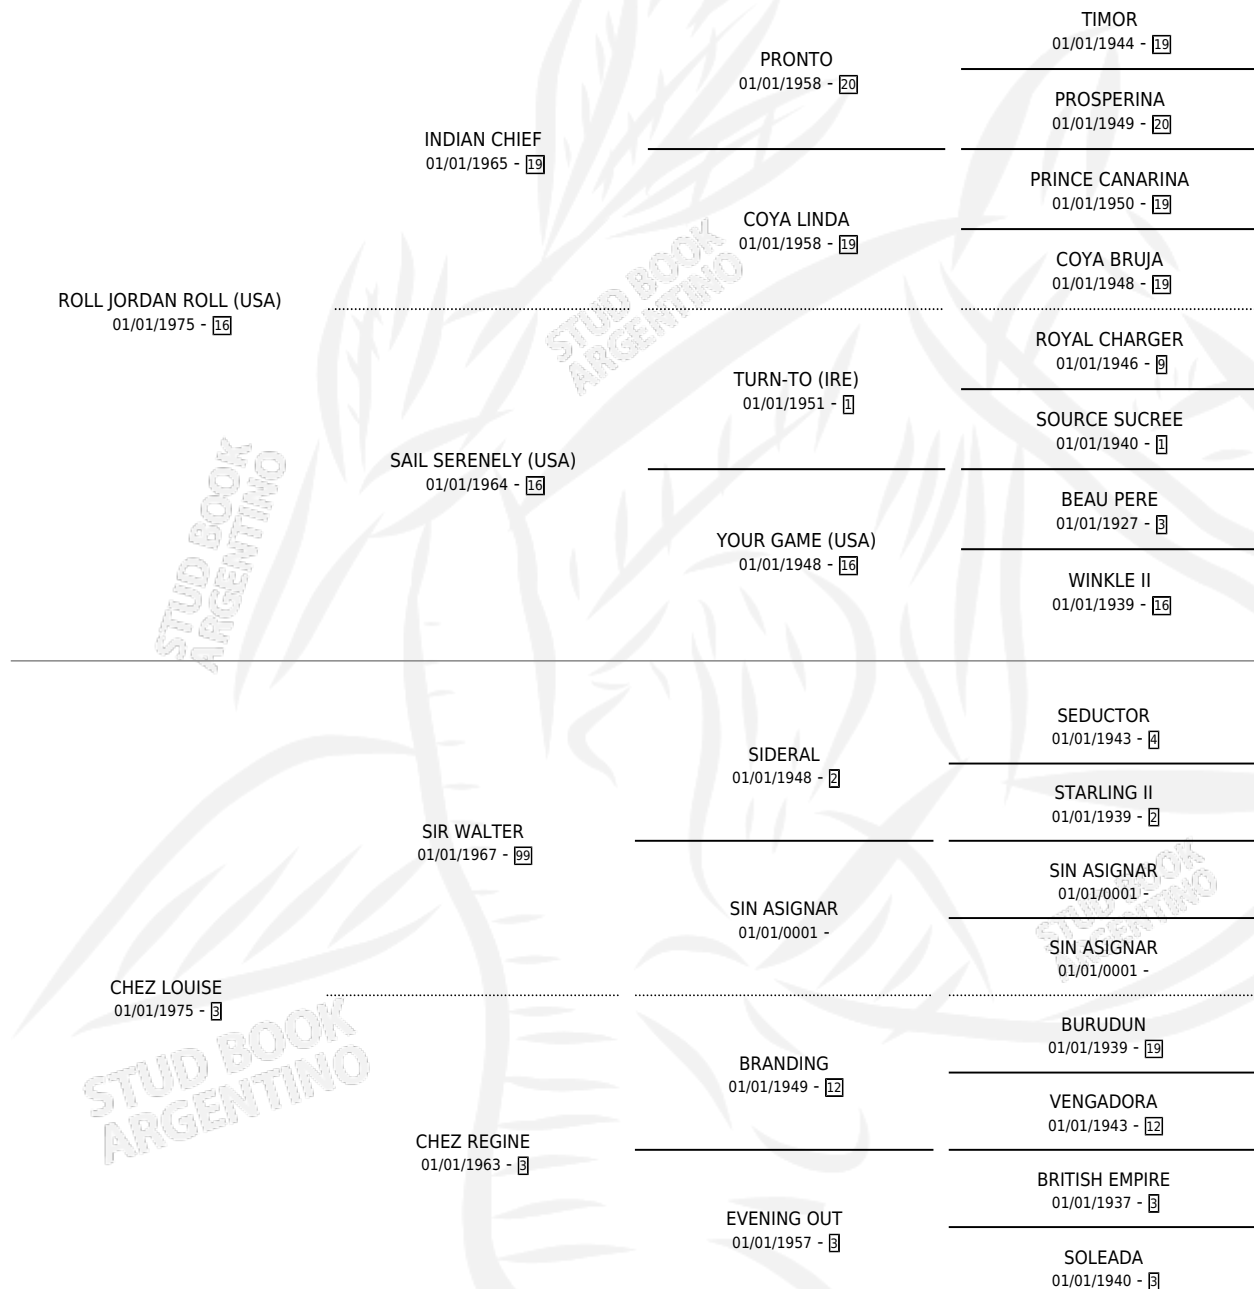 TIMOR
01/01/1944 - 19
PRONTO
01/01/1958 - 20
PROSPERINA
01/01/1949 - 20
INDIAN CHIEF
01/01/1965 - 19
PRINCE CANARINA
01/01/1950 - 19
COYA LINDA
01/01/1958 - 19
COYA BRUJA
01/01/1948 - 19
ROLL JORDAN ROLL (USA)
01/01/1975 - 16
ROYAL CHARGER
01/01/1946 - 9
TURN-TO (IRE)
01/01/1951 - 1
SOURCE SUCREE
01/01/1940 - 1
SAIL SERENELY (USA)
01/01/1964 - 16
BEAU PERE
01/01/1927 - 3
YOUR GAME (USA)
01/01/1948 - 16
WINKLE II
01/01/1939 - 16
SEDUCTOR
01/01/1943 - 4
SIDERAL
01/01/1948 - 2
STARLING II
01/01/1939 - 2
SIR WALTER
01/01/1967 - 99
SIN ASIGNAR
01/01/0001 -
SIN ASIGNAR
01/01/0001 -
SIN ASIGNAR
01/01/0001 -
CHEZ LOUISE
01/01/1975 - 3
BURUDUN
01/01/1939 - 19
BRANDING
01/01/1949 - 12
VENGADORA
01/01/1943 - 12
CHEZ REGINE
01/01/1963 - 3
BRITISH EMPIRE
01/01/1937 - 3
EVENING OUT
01/01/1957 - 3
SOLEADA
01/01/1940 - 3
STUD BOOK
ARGENTINO
STUD BOOK
ARGENTINO
STUD BOOK
ARGENTINO
STUD BOOK
ARGENTINO